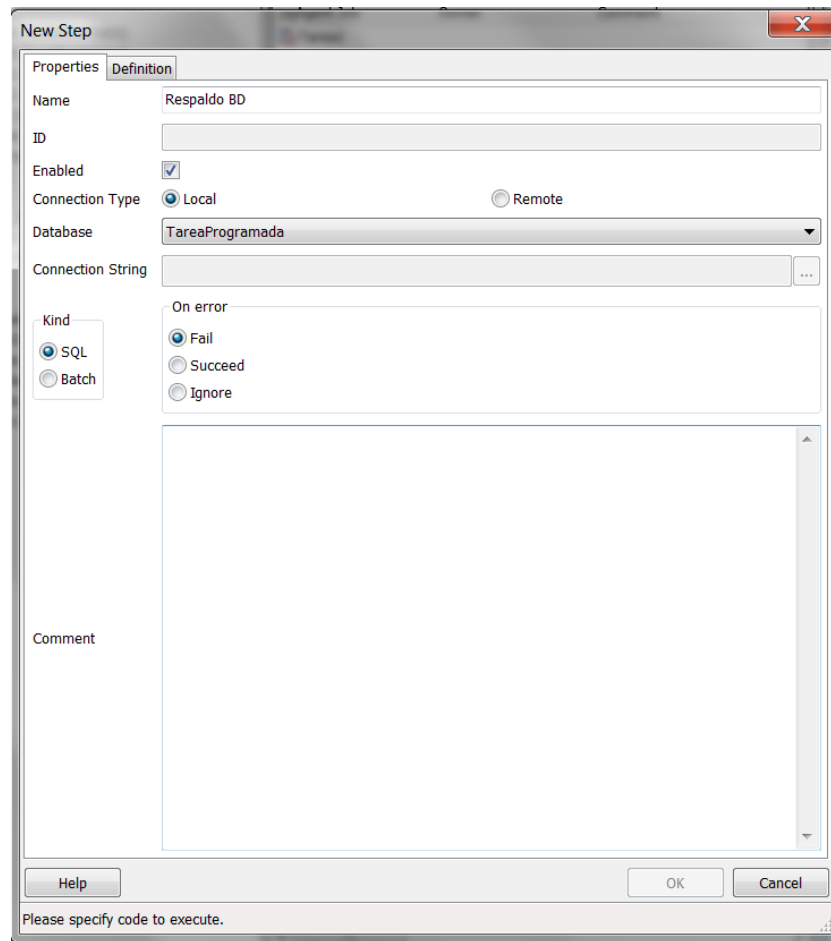 New Step
X
Properties Definition
Name Respaldo BD
ID
Enabled
Connection Type Local Remote
Database TareaProgramada
Connection String ...
Kind
On error
SQL
Batch
Fail
Succeed
Ignore
Comment
Help OK Cancel
Please specify code to execute.